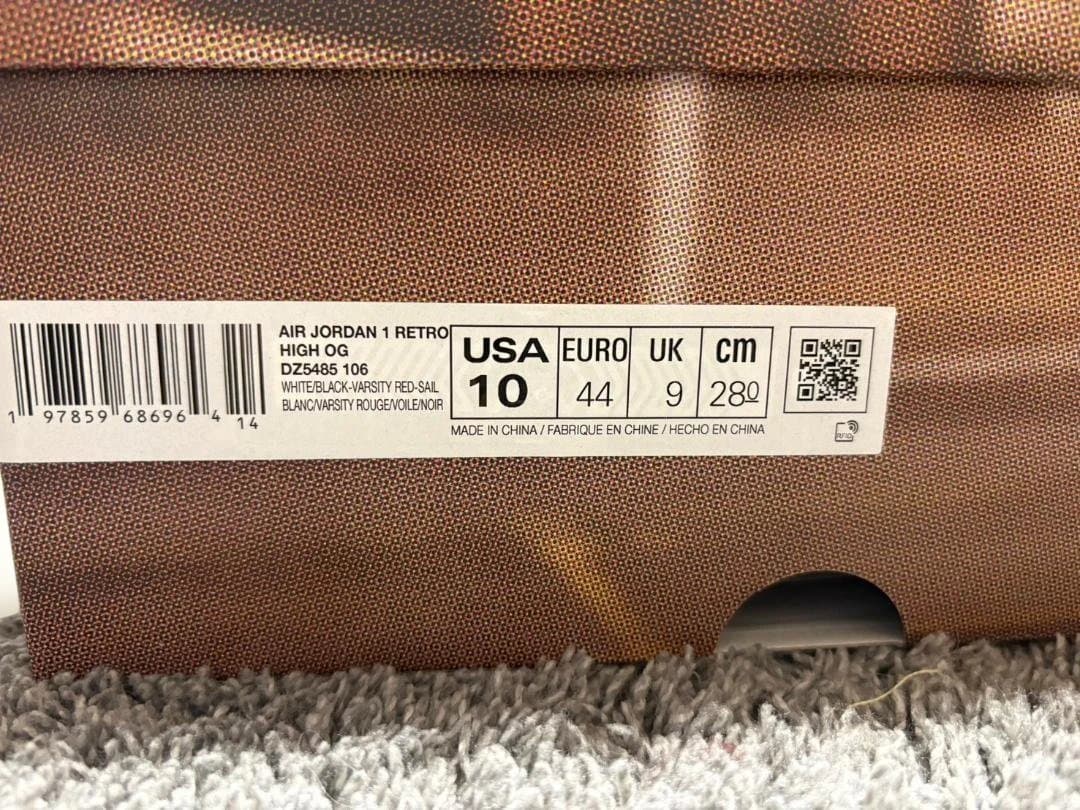 AIR JORDAN 1 RETRO
HIGH OG
DZ5485 106
WHITE/BLACK-VARSITY RED-SAIL
BLANC/VARSITY ROUGE/VOILE/NOIR
1 97859 68696 4 14
USA EURO UK cm
10 44 9 280
MADE IN CHINA / FABRIQUE EN CHINE / HECHO EN CHINA
RFID